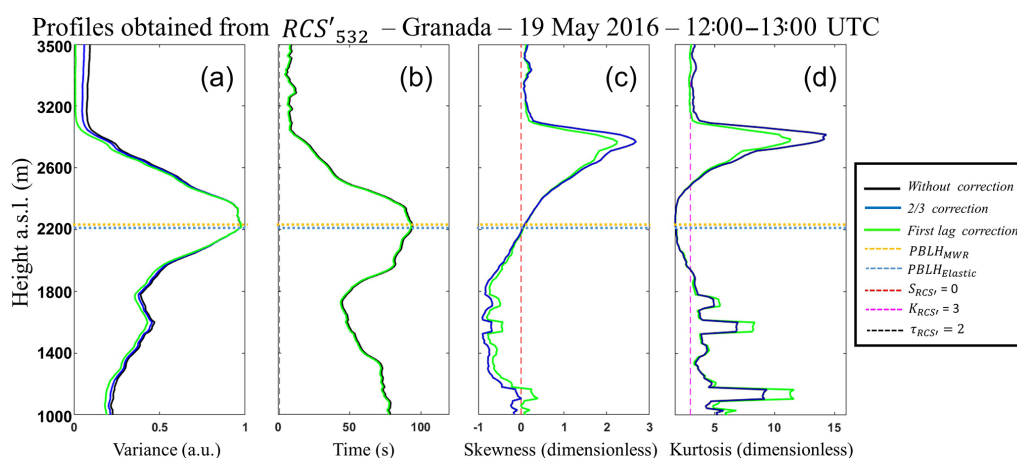 Profiles obtained from RCS'₅₃₂ – Granada – 19 May 2016 – 12:00–13:00 UTC
(a) (b) (c) (d)
Height a.s.l. (m)
3500
3200
2600
2200
1800
1400
1000
0 0.5 1
0 50 100
-1 0 1 2 3
5 10 15
Variance (a.u.) Time (s) Skewness (dimensionless) Kurtosis (dimensionless)
Without correction
2/3 correction
First lag correction
PBLH_MWR
PBLH_Elastic
S_RCS' = 0
K_RCS' = 3
τ_RCS' = 2